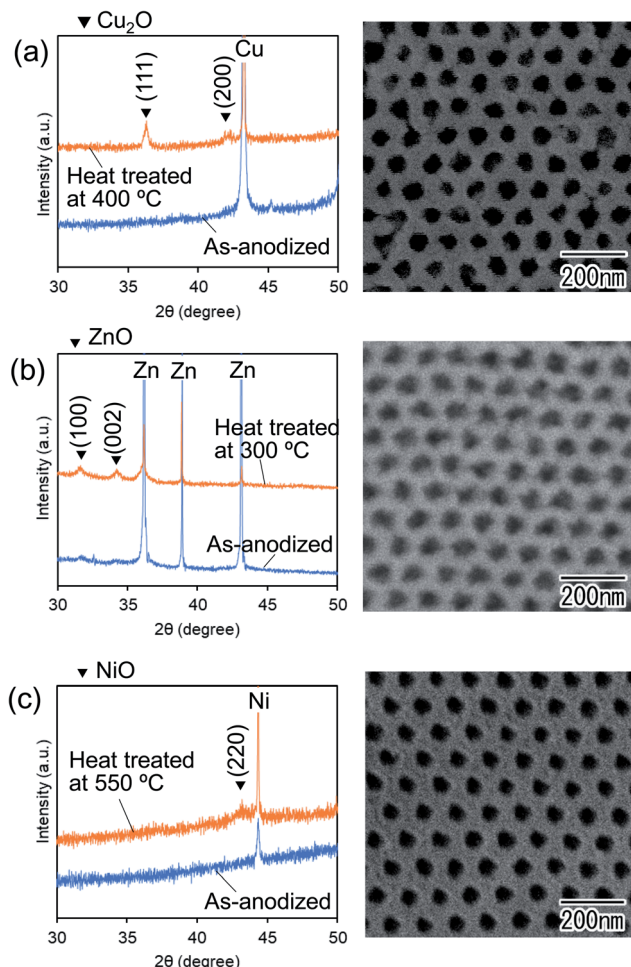 ▼ Cu₂O
(a)
Cu
(111)
(200)
Heat treated
at 400 ºC
As-anodized
Intensity (a.u.)
30 35 40 45 50
2θ (degree)
200nm
▼ ZnO
(b)
Zn Zn Zn
(100)
(002)
Heat treated
at 300 ºC
As-anodized
Intensity (a.u.)
30 35 40 45 50
2θ (degree)
200nm
▼ NiO
(c)
Ni
(220)
Heat treated
at 550 ºC
As-anodized
Intensity (a.u.)
30 35 40 45 50
2θ (degree)
200nm